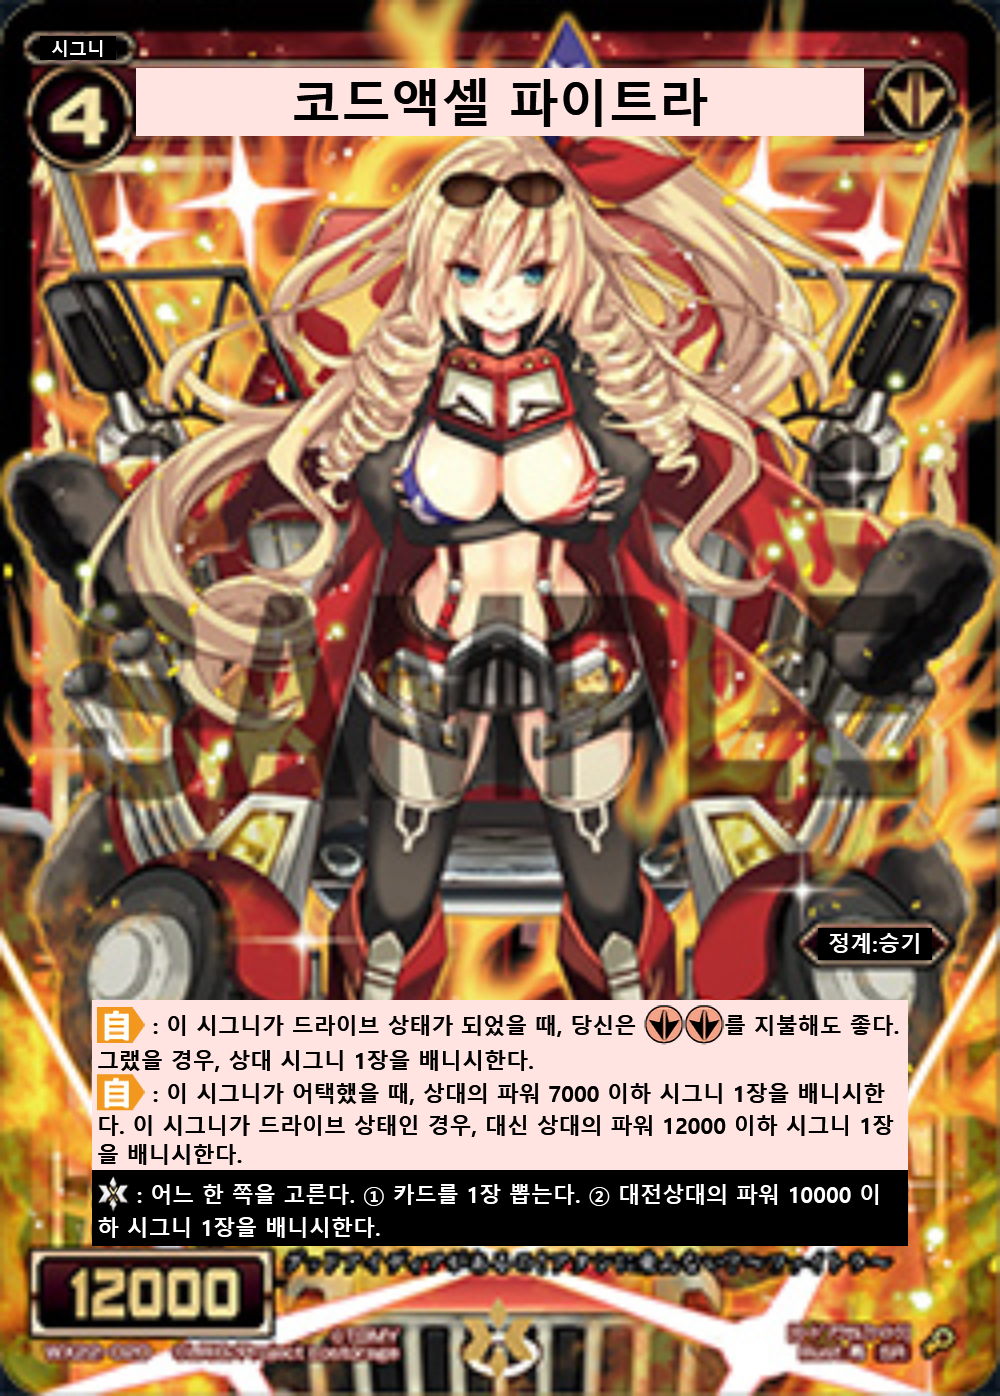 시그니
4
코드액셀 파이트라
SAMPLE
정계:승기
自 : 이 시그니가 드라이브 상태가 되었을 때, 당신은 를 지불해도 좋다.
그랬을 경우, 상대 시그니 1장을 배니시한다.
自 : 이 시그니가 어택했을 때, 상대의 파워 7000 이하 시그니 1장을 배니시한
다. 이 시그니가 드라이브 상태인 경우, 대신 상대의 파워 12000 이하 시그니 1장
을 배니시한다.
: 어느 한 쪽을 고른다. ① 카드를 1장 뽑는다. ② 대전상대의 파워 10000 이
하 시그니 1장을 배니시한다.
12000
©TOMY
SR